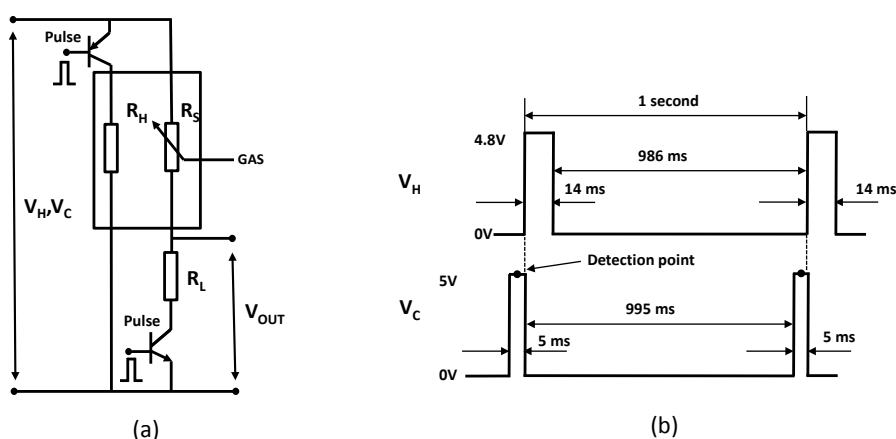 Pulse
R_H
R_S
GAS
V_H,V_C
R_L
V_OUT
Pulse
(a)
1 second
4.8V
986 ms
V_H
14 ms
14 ms
0V
Detection point
5V
V_C
995 ms
5 ms
5 ms
0V
(b)